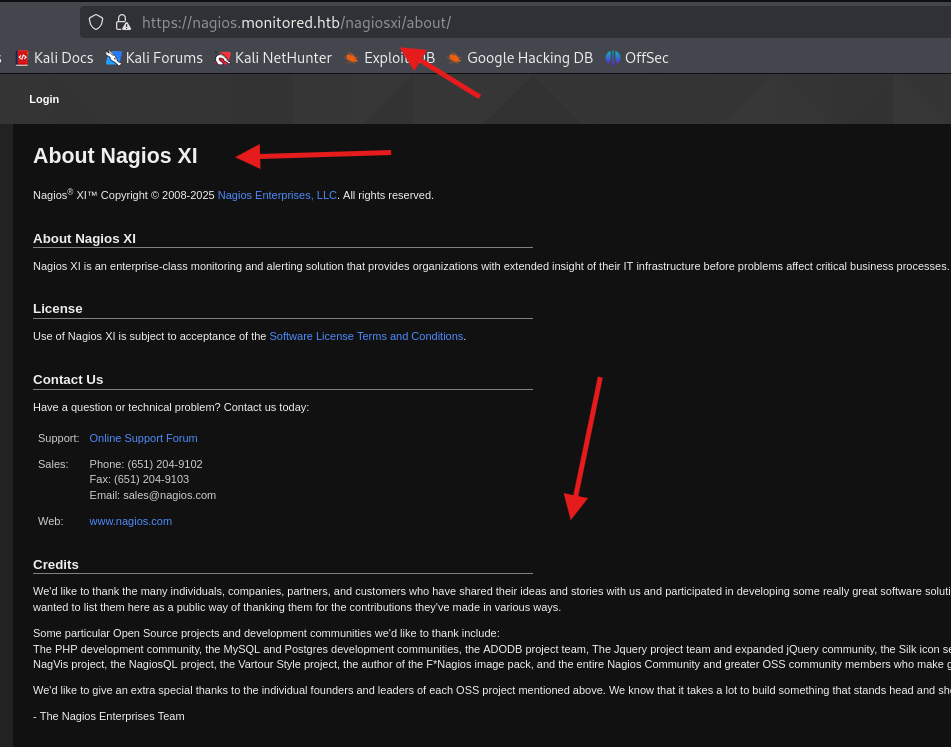 https://nagios.monitored.htb/nagiosxi/about/
Kali Docs Kali Forums Kali NetHunter Exploit-DB Google Hacking DB OffSec
Login
About Nagios XI
Nagios® XI™ Copyright © 2008-2025 Nagios Enterprises, LLC. All rights reserved.
About Nagios XI
Nagios XI is an enterprise-class monitoring and alerting solution that provides organizations with extended insight of their IT infrastructure before problems affect critical business processes.
License
Use of Nagios XI is subject to acceptance of the Software License Terms and Conditions.
Contact Us
Have a question or technical problem? Contact us today:
Support: Online Support Forum
Sales: Phone: (651) 204-9102
Fax: (651) 204-9103
Email: sales@nagios.com
Web: www.nagios.com
Credits
We'd like to thank the many individuals, companies, partners, and customers who have shared their ideas and stories with us and participated in developing some really great software
wanted to list them here as a public way of thanking them for the contributions they've made in various ways.
Some particular Open Source projects and development communities we'd like to thank include:
The PHP development community, the MySQL and Postgres development communities, the ADODB project team, The Jquery project team and expanded jQuery community, the Silk icon
NagVis project, the NagiosQL project, the Vartour Style project, the author of the F*Nagios image pack, and the entire Nagios Community and greater OSS community members who make
We'd like to give an extra special thanks to the individual founders and leaders of each OSS project mentioned above. We know that it takes a lot to build something that stands head and
- The Nagios Enterprises Team